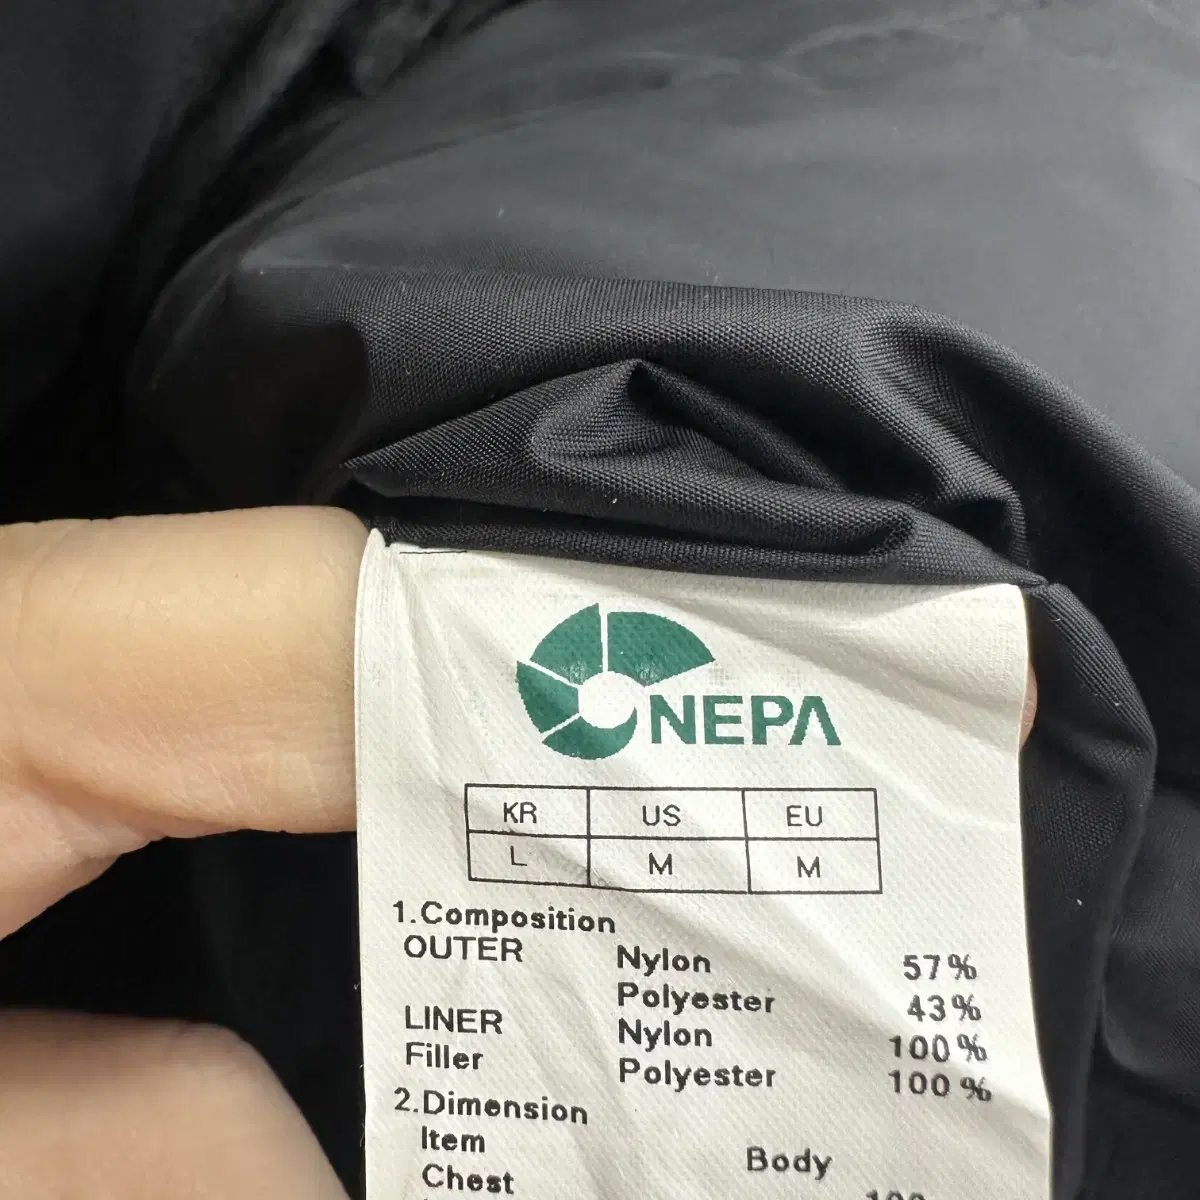 NEPA
KR US EU
L M M
1.Composition
OUTER Nylon 57%
Polyester 43%
LINER Nylon 100%
Filler Polyester 100%
2.Dimension
Item Body
Chest 100